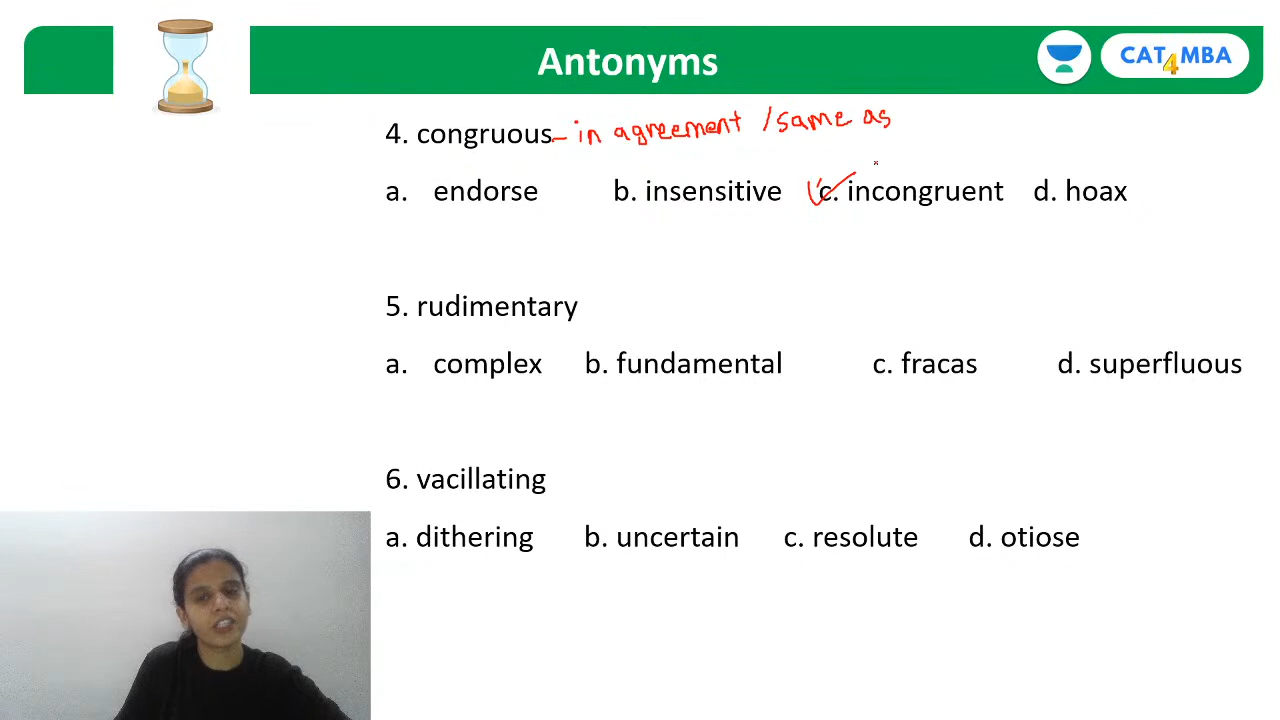 Antonyms
CAT4MBA
4. congruous – in agreement / same as
a. endorse b. insensitive c. incongruent d. hoax
5. rudimentary
a. complex b. fundamental c. fracas d. superfluous
6. vacillating
a. dithering b. uncertain c. resolute d. otiose